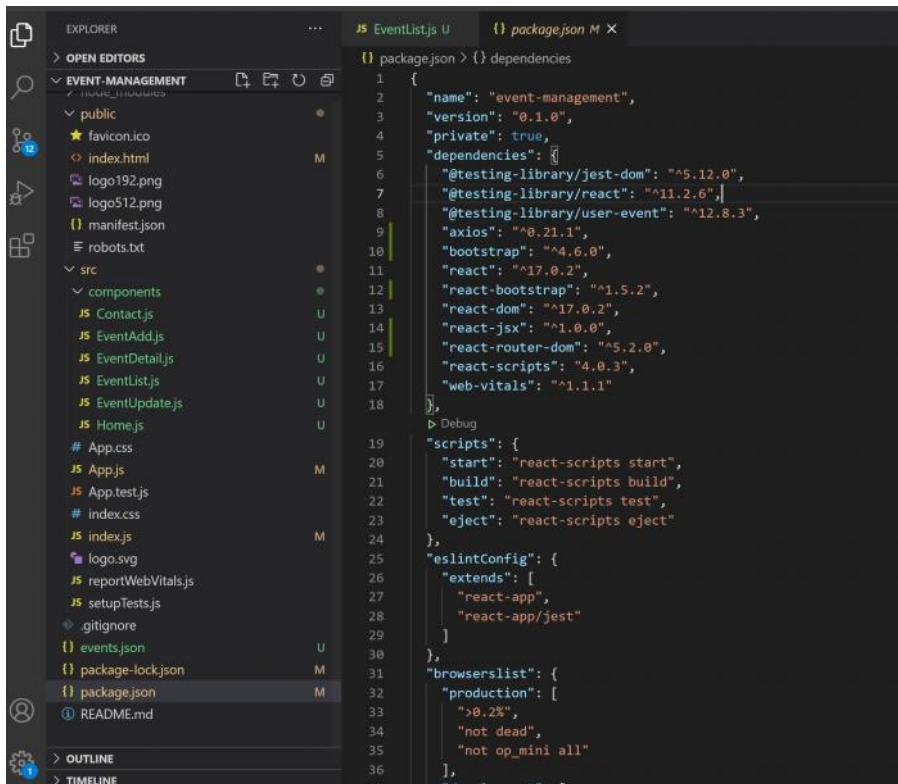 EXPLORER
...
OPEN EDITORS
EVENT-MANAGEMENT
node_modules
public
favicon.ico
index.html M
logo192.png
logo512.png
manifest.json
robots.txt
src
components
Contact.js U
EventAdd.js U
EventDetail.js U
EventList.js U
EventUpdate.js U
Home.js U
App.css
App.js M
App.test.js
index.css
index.js M
logo.svg
reportWebVitals.js
setupTests.js
.gitignore
events.json U
package-lock.json M
package.json M
README.md
OUTLINE
TIMELINE
12
1
JS EventList.js U
{} package.json M
{} package.json > {} dependencies
1 {
2 "name": "event-management",
3 "version": "0.1.0",
4 "private": true,
5 "dependencies": {
6 "@testing-library/jest-dom": "^5.12.0",
7 "@testing-library/react": "^11.2.6",
8 "@testing-library/user-event": "^12.8.3",
9 "axios": "^0.21.1",
10 "bootstrap": "^4.6.0",
11 "react": "^17.0.2",
12 "react-bootstrap": "^1.5.2",
13 "react-dom": "^17.0.2",
14 "react-jsx": "^1.0.0",
15 "react-router-dom": "^5.2.0",
16 "react-scripts": "4.0.3",
17 "web-vitals": "^1.1.1"
18 },
Debug
19 "scripts": {
20 "start": "react-scripts start",
21 "build": "react-scripts build",
22 "test": "react-scripts test",
23 "eject": "react-scripts eject"
24 },
25 "eslintConfig": {
26 "extends": [
27 "react-app",
28 "react-app/jest"
29 ]
30 },
31 "browserslist": {
32 "production": [
33 ">0.2%",
34 "not dead",
35 "not op_mini all"
36 ],